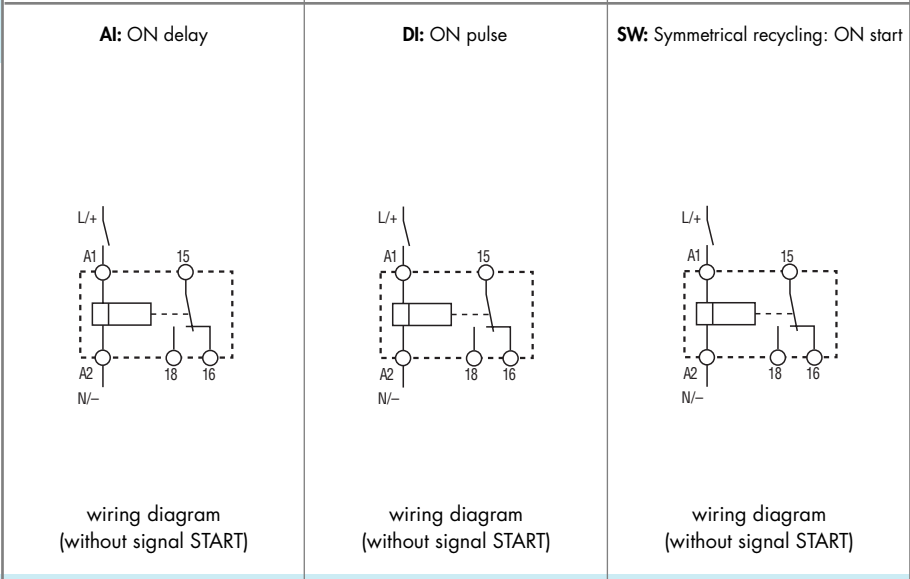 AI: ON delay
L/+
A1
15
A2
18
16
N/–
wiring diagram
(without signal START)
DI: ON pulse
L/+
A1
15
A2
18
16
N/–
wiring diagram
(without signal START)
SW: Symmetrical recycling: ON start
L/+
A1
15
A2
18
16
N/–
wiring diagram
(without signal START)